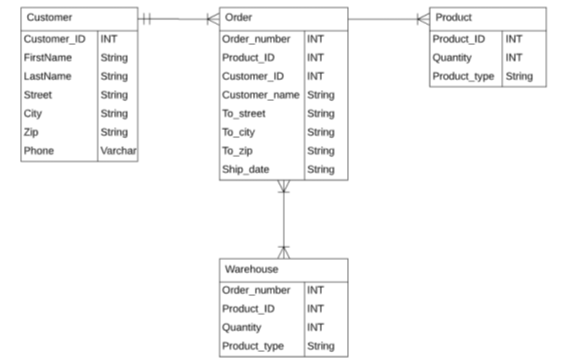 Customer
Customer_ID INT
FirstName String
LastName String
Street String
City String
Zip String
Phone Varchar
Order
Order_number INT
Product_ID INT
Customer_ID INT
Customer_name String
To_street String
To_city String
To_zip String
Ship_date String
Product
Product_ID INT
Quantity INT
Product_type String
Warehouse
Order_number INT
Product_ID INT
Quantity INT
Product_type String